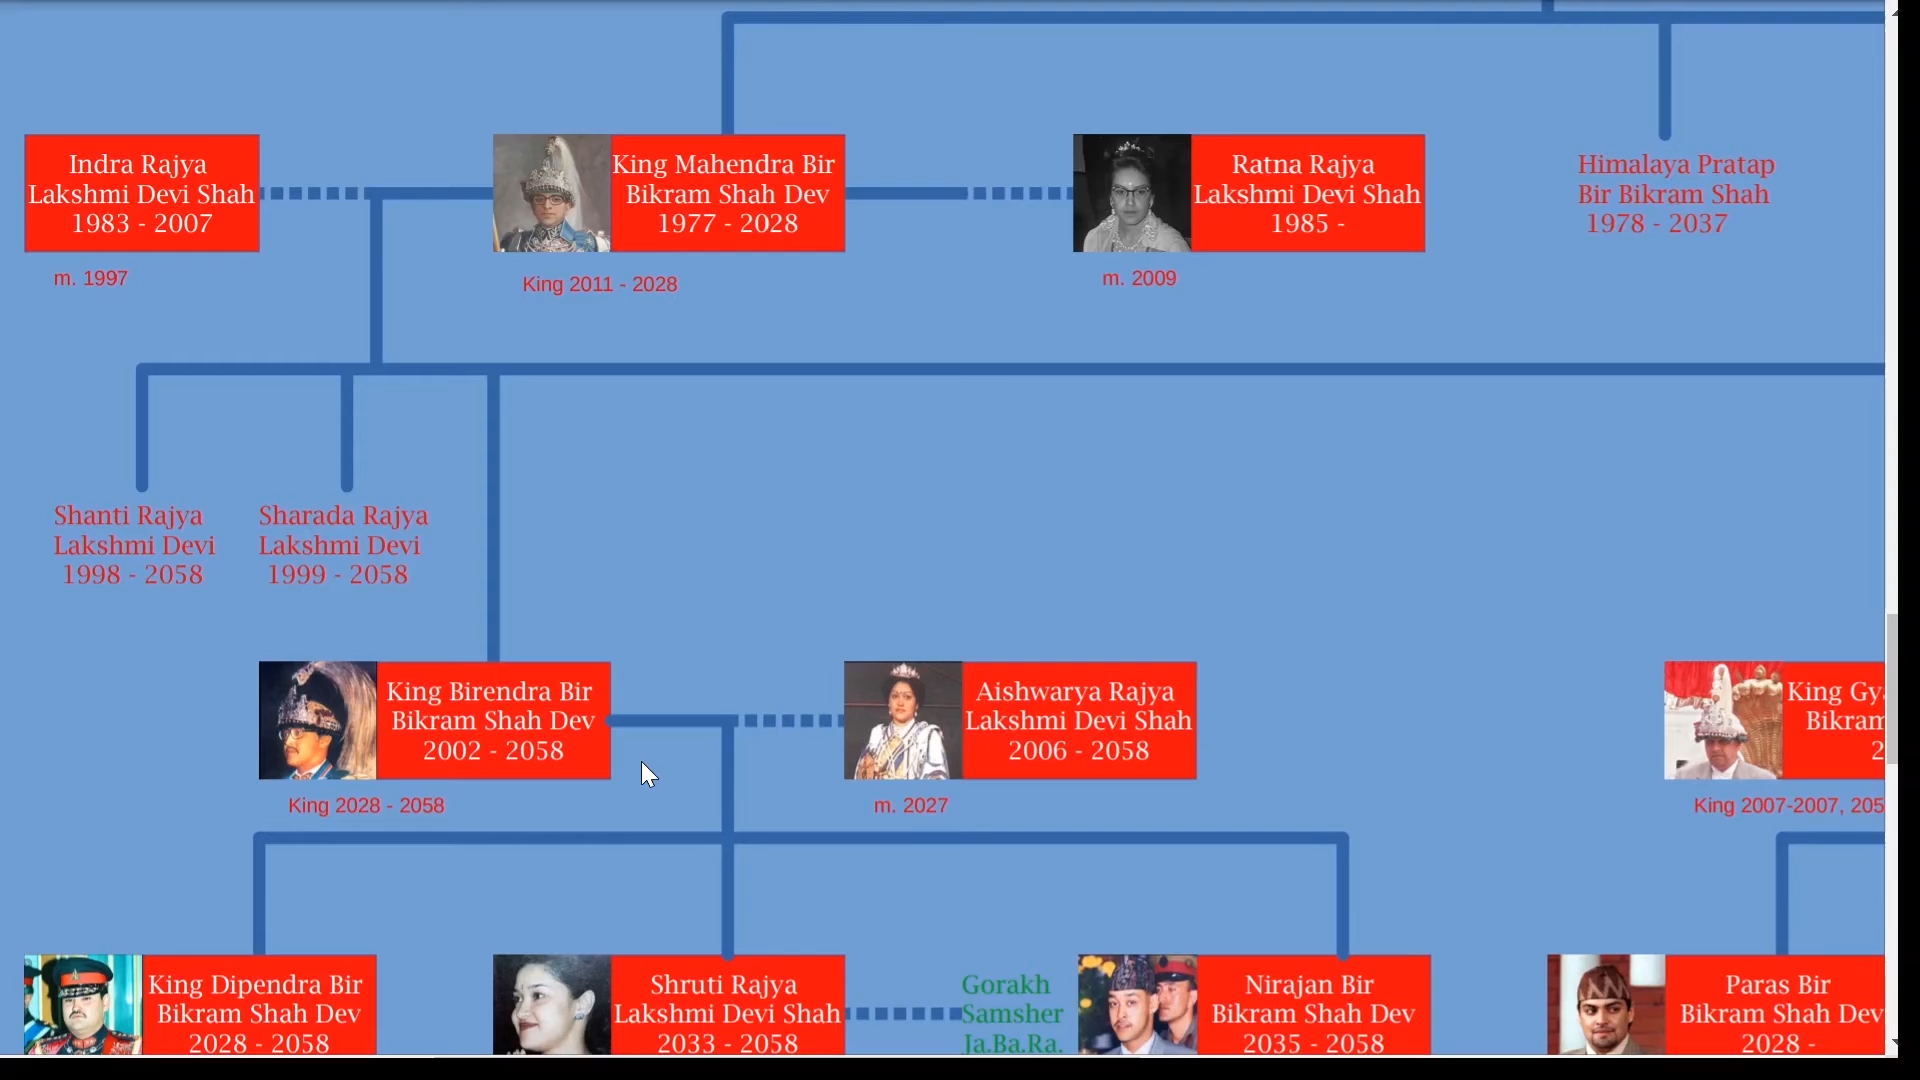 Indra Rajya
Lakshmi Devi Shah
1983 - 2007
m. 1997
King Mahendra Bir
Bikram Shah Dev
1977 - 2028
King 2011 - 2028
Ratna Rajya
Lakshmi Devi Shah
1985 -
m. 2009
Himalaya Pratap
Bir Bikram Shah
1978 - 2037
Shanti Rajya
Lakshmi Devi
1998 - 2058
Sharada Rajya
Lakshmi Devi
1999 - 2058
King Birendra Bir
Bikram Shah Dev
2002 - 2058
King 2028 - 2058
Aishwarya Rajya
Lakshmi Devi Shah
2006 - 2058
m. 2027
King Gy
Bikram
2
King 2007-2007, 205
King Dipendra Bir
Bikram Shah Dev
2028 - 2058
Shruti Rajya
Lakshmi Devi Shah
2033 - 2058
Gorakh
Samsher
Ja.Ba.Ra.
Nirajan Bir
Bikram Shah Dev
2035 - 2058
Paras Bir
Bikram Shah Dev
2028 -